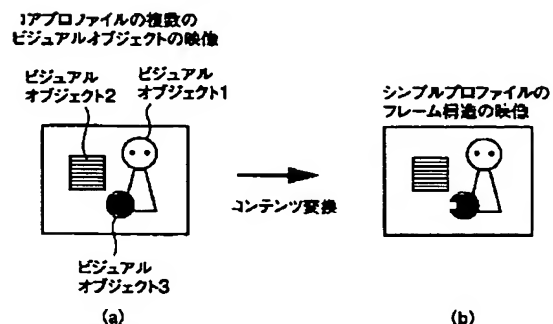 コアプロファイルの複数の
ビジュアルオブジェクトの映像
ビジュアル
オブジェクト2
ビジュアル
オブジェクト1
シンプルプロファイルの
フレーム構造の映像
コンテンツ変換
ビジュアル
オブジェクト3
(a)
(b)